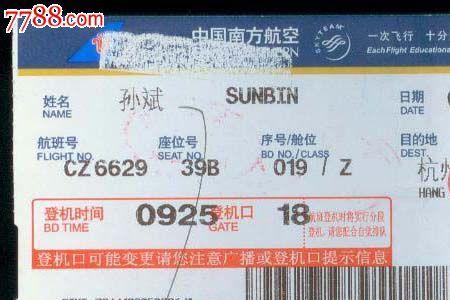 7788.com
中国南方航空
SKYTEAM
一次飞行 十分
Each Flight Educational
姓名 孙斌 SUNBIN 日期
NAME DATE
航班号 座位号 序号/舱位 目的地
FLIGHT NO. SEAT NO. BD NO./CLASS DEST.
CZ6629 39B 019 / Z 杭州
HANG
登机时间 0925 登机口 18
BD TIME GATE
登机口可能变更请您注意广播或登机口提示信息